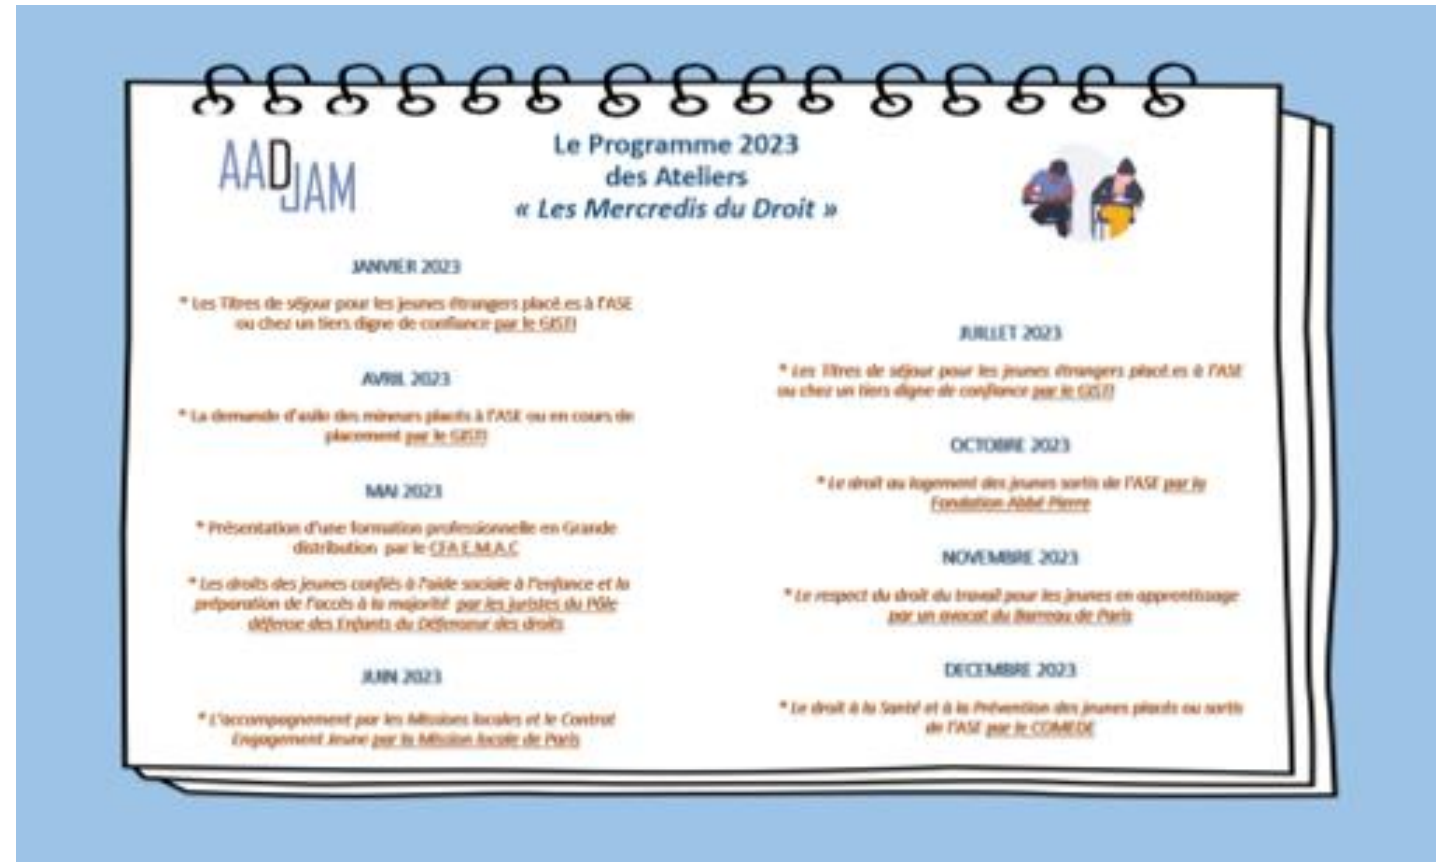 AADJAM
Le Programme 2023
des Ateliers
« Les Mercredis du Droit »
JANVIER 2023
* Les Titres de séjour pour les jeunes étrangers placé.es à l'ASE
ou chez un tiers digne de confiance par le GISTI
AVRIL 2023
* La demande d'asile des mineurs placés à l'ASE ou en cours de
placement par le GISTI
MAI 2023
* Présentation d'une formation professionnelle en Grande
distribution par le CFA E.M.A.C
* Les droits des jeunes confiés à l'aide sociale à l'enfance et la
préparation de l'accès à la majorité par les juristes du Pôle
défense des Enfants du Défenseur des droits
JUIN 2023
* L'accompagnement par les Missions locales et le Contrat
Engagement Jeune par la Mission locale de Paris
JUILLET 2023
* Les Titres de séjour pour les jeunes étrangers placé.es à l'ASE
ou chez un tiers digne de confiance par le GISTI
OCTOBRE 2023
* Le droit au logement des jeunes sortis de l'ASE par la
Fondation Abbé Pierre
NOVEMBRE 2023
* Le respect du droit du travail pour les jeunes en apprentissage
par un avocat du Barreau de Paris
DECEMBRE 2023
* Le droit à la Santé et à la Prévention des jeunes placés ou sortis
de l'ASE par le COMEDE